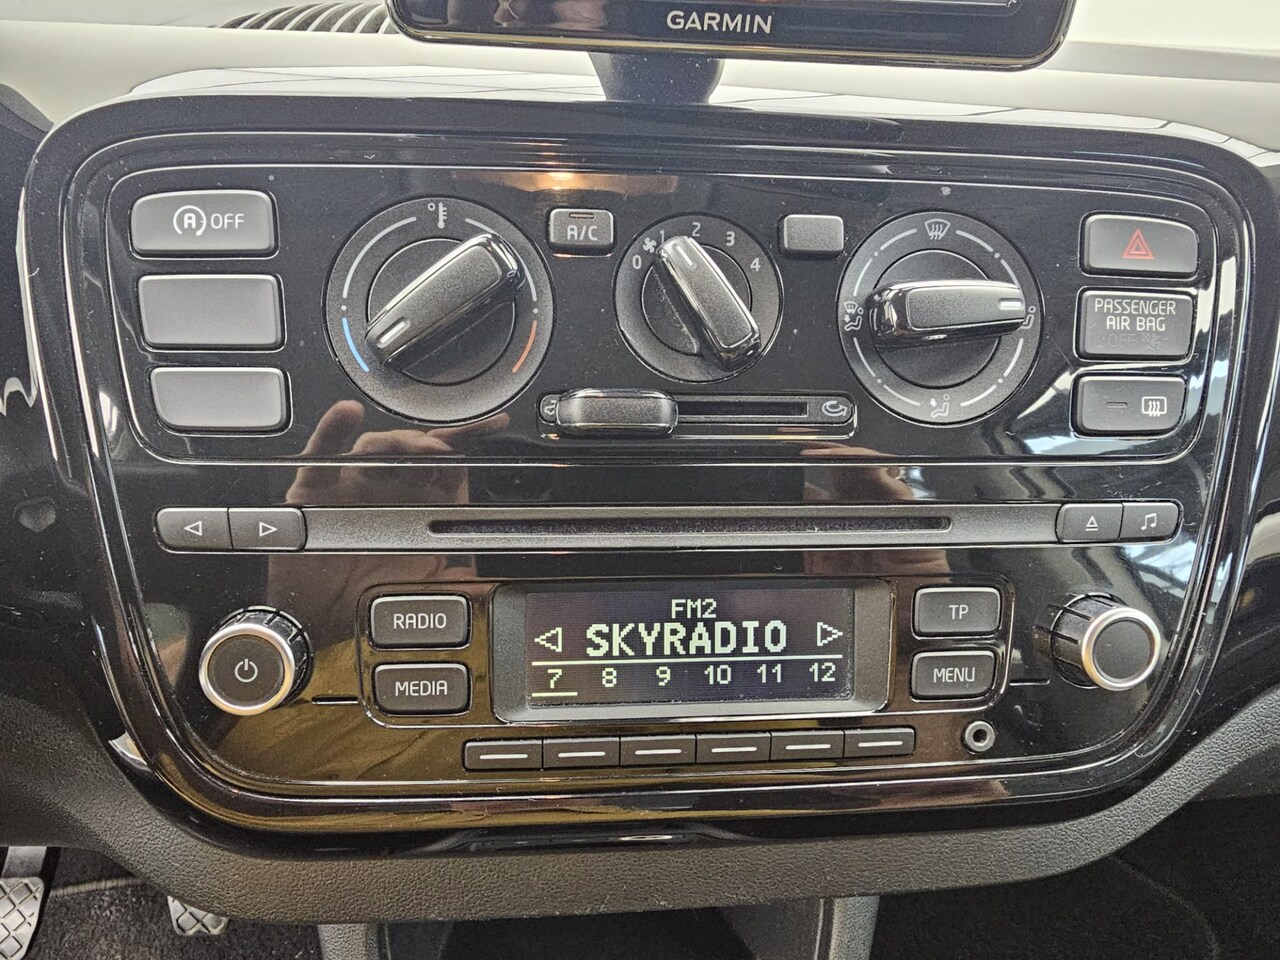 GARMIN
A OFF
A/C
0 1 2 3 4
PASSENGER
AIR BAG
OFF
RADIO
MEDIA
FM2
SKYRADIO
7 8 9 10 11 12
TP
MENU